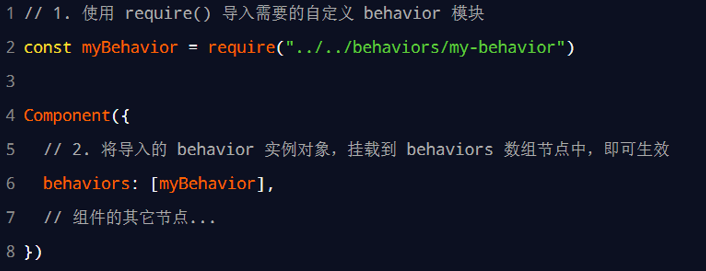 1 // 1. 使用 require() 导入需要的自定义 behavior 模块
2 const myBehavior = require("../../behaviors/my-behavior")
3
4 Component({
5   // 2. 将导入的 behavior 实例对象，挂载到 behaviors 数组节点中，即可生效
6   behaviors: [myBehavior],
7   // 组件的其它节点...
8 })